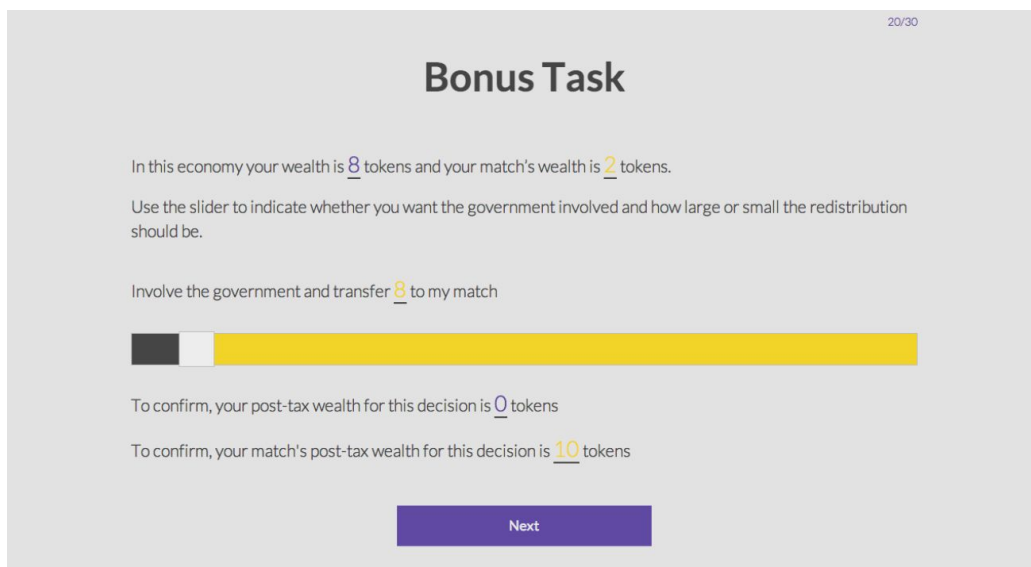 20/30
Bonus Task
In this economy your wealth is 8 tokens and your match's wealth is 2 tokens.
Use the slider to indicate whether you want the government involved and how large or small the redistribution
should be.
Involve the government and transfer 8 to my match
To confirm, your post-tax wealth for this decision is 0 tokens
To confirm, your match's post-tax wealth for this decision is 10 tokens
Next